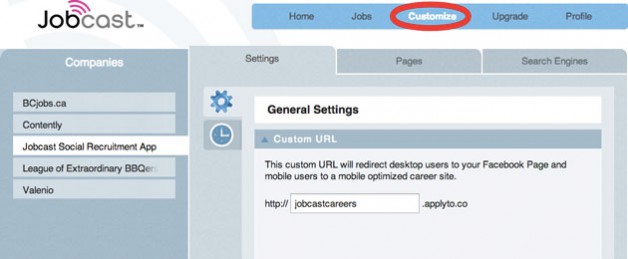 Jobcast™
Home Jobs Customize Upgrade Profile
Companies
Settings Pages Search Engines
BCjobs.ca
Contently
Jobcast Social Recruitment App
League of Extraordinary BBQers
Valenio
General Settings
Custom URL
This custom URL will redirect desktop users to your Facebook Page and
mobile users to a mobile optimized career site.
http:// jobcastcareers .applyto.co